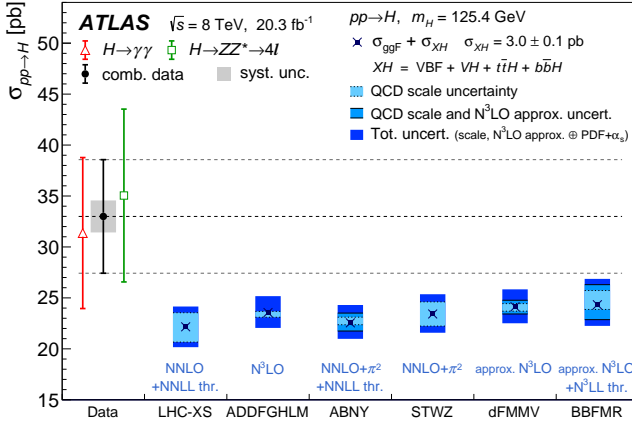 ATLAS √s = 8 TeV, 20.3 fb⁻¹
pp→H, m_H = 125.4 GeV
H→γγ H→ZZ*→4l
σ_ggF + σ_XH σ_XH = 3.0 ± 0.1 pb
comb. data syst. unc.
XH = VBF + VH + tt̄H + bb̄H
QCD scale uncertainty
QCD scale and N³LO approx. uncert.
Tot. uncert. (scale, N³LO approx. ⊕ PDF+α_s)
σ_pp→H [pb]
55
50
45
40
35
30
25
20
15
NNLO
+NNLL thr.
N³LO
NNLO+π²
+NNLL thr.
NNLO+π²
approx. N³LO
approx. N³LO
+N³LL thr.
Data LHC-XS ADDFGHLM ABNY STWZ dFMMV BBFMR